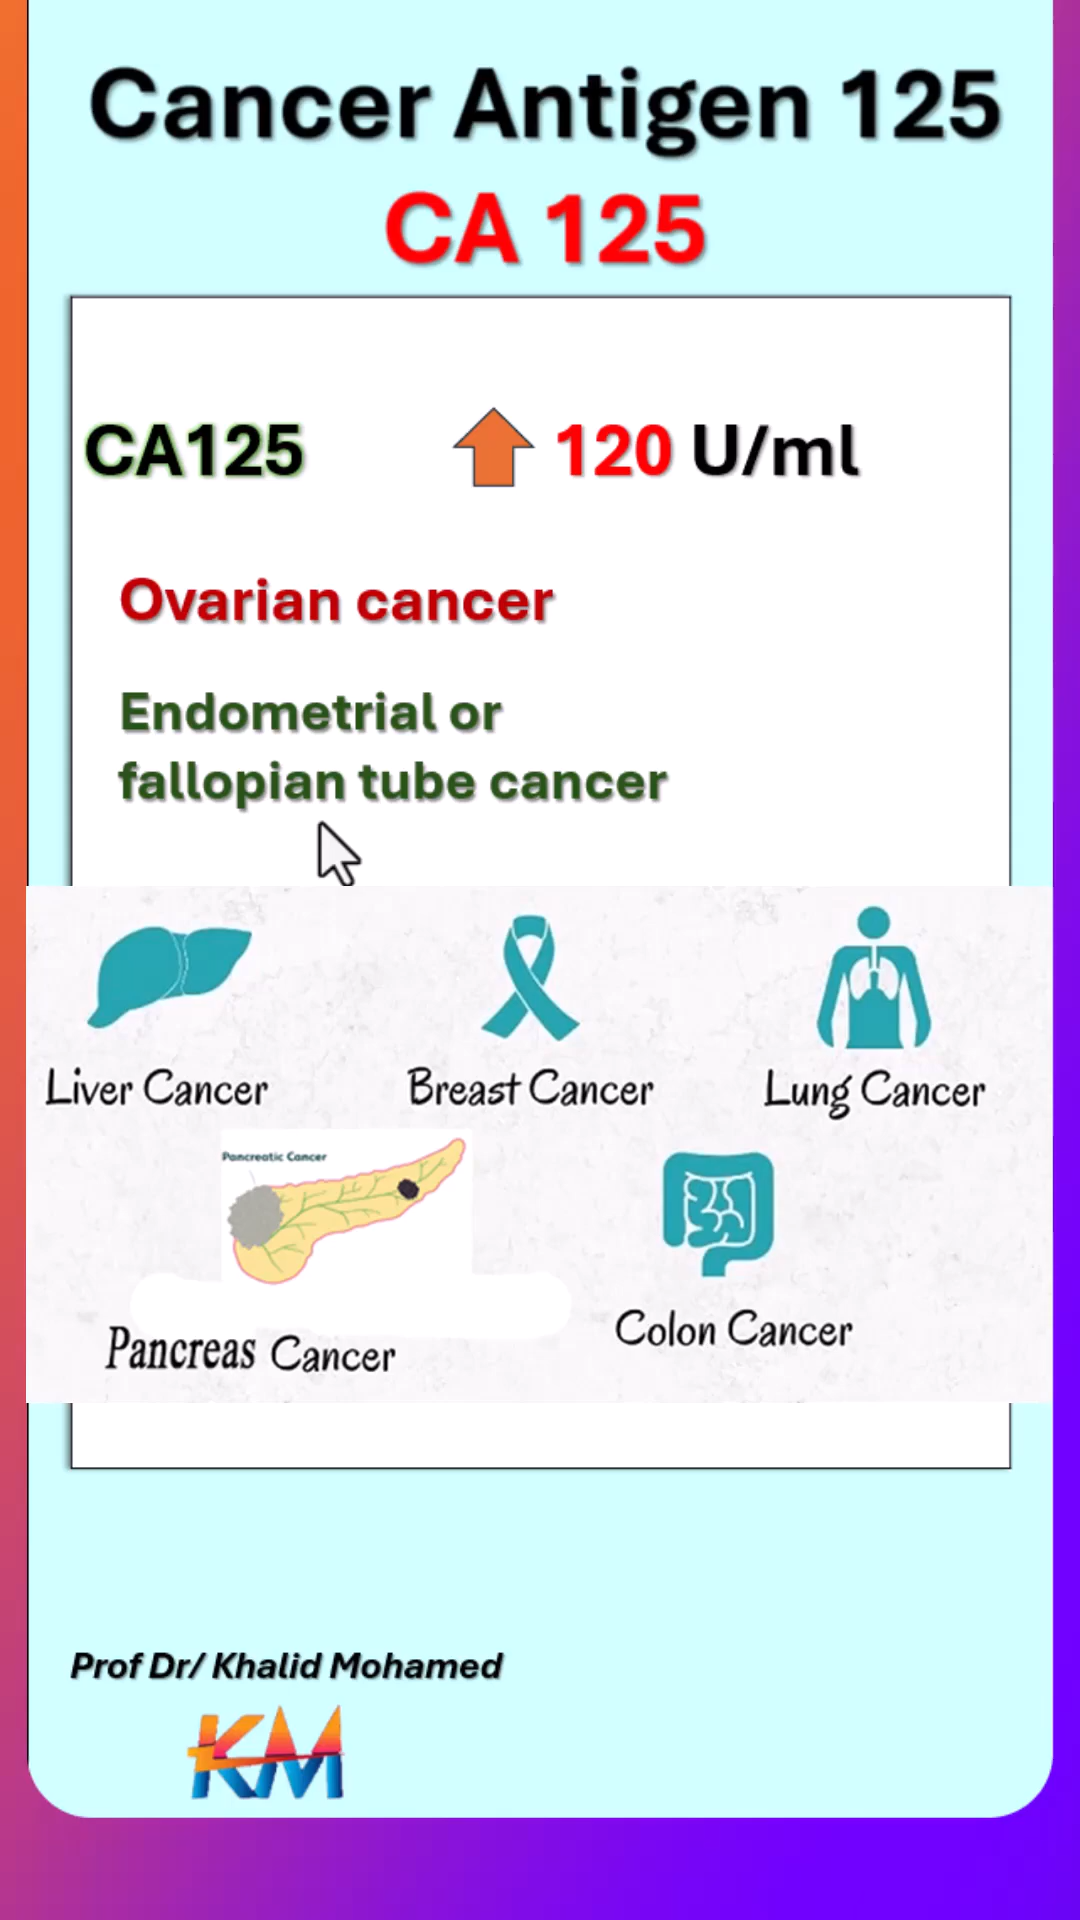 Cancer Antigen 125
CA 125
CA125 120 U/ml
Ovarian cancer
Endometrial or
fallopian tube cancer
Liver Cancer
Breast Cancer
Lung Cancer
Pancreatic Cancer
Pancreas Cancer
Colon Cancer
Prof Dr/ Khalid Mohamed
KM